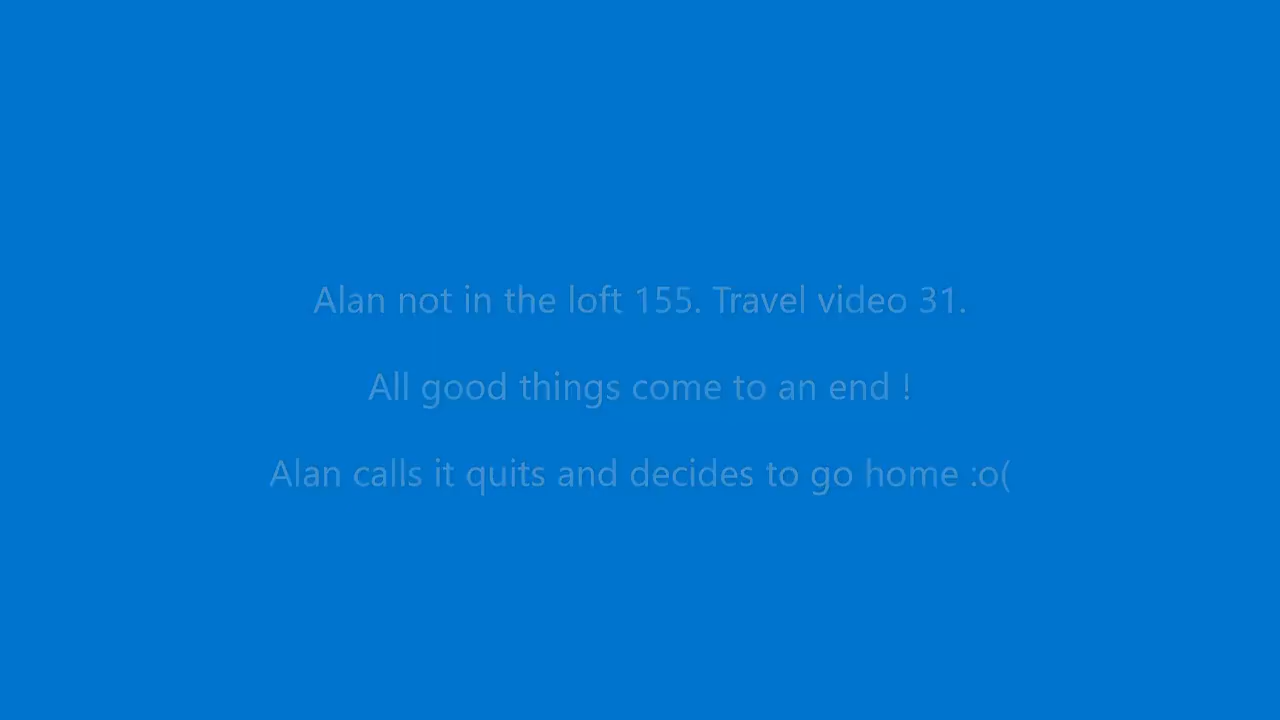 Alan not in the loft 155. Travel video 31.
All good things come to an end !
Alan calls it quits and decides to go home :o(